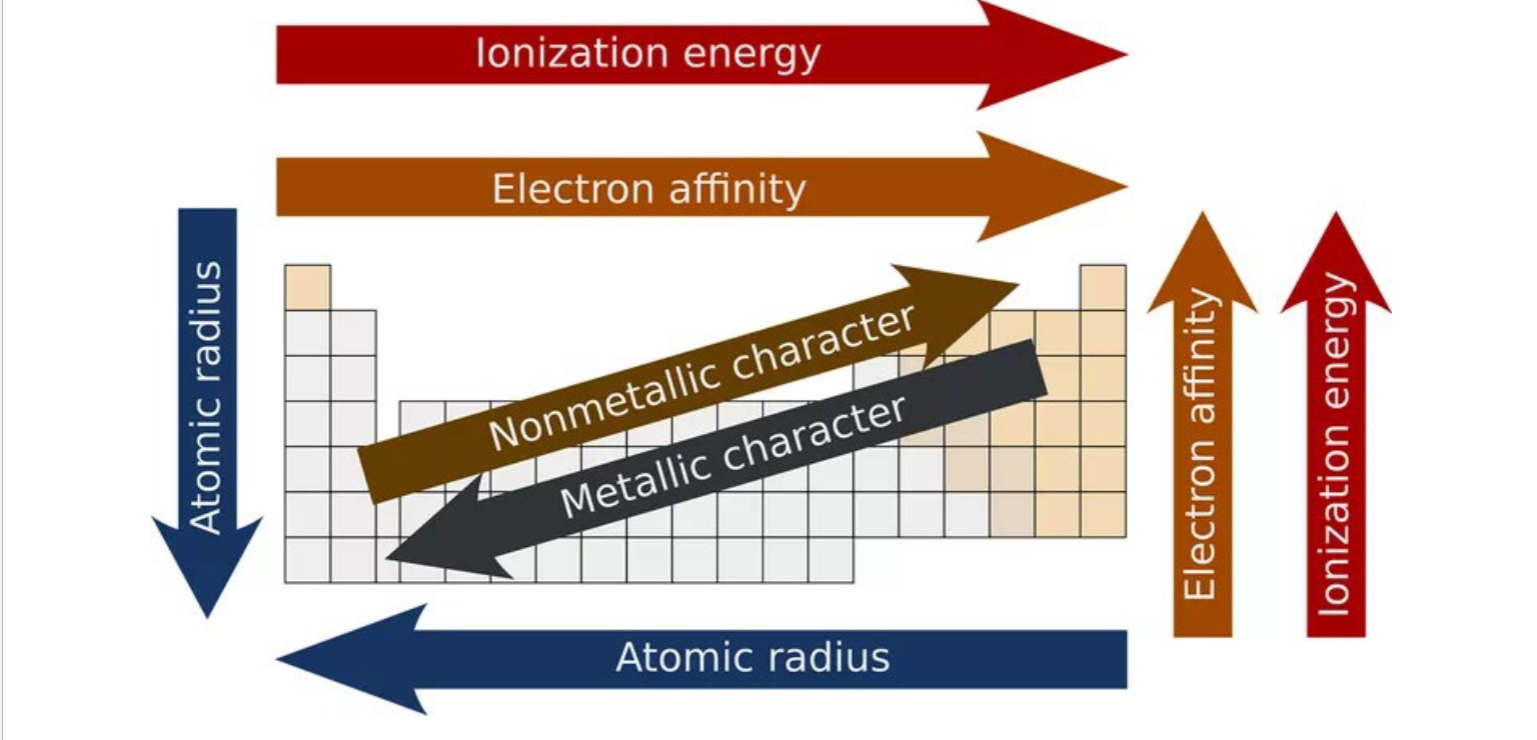 Ionization energy
Electron affinity
Atomic radius
Nonmetallic character
Metallic character
Electron affinity
Ionization energy
Atomic radius